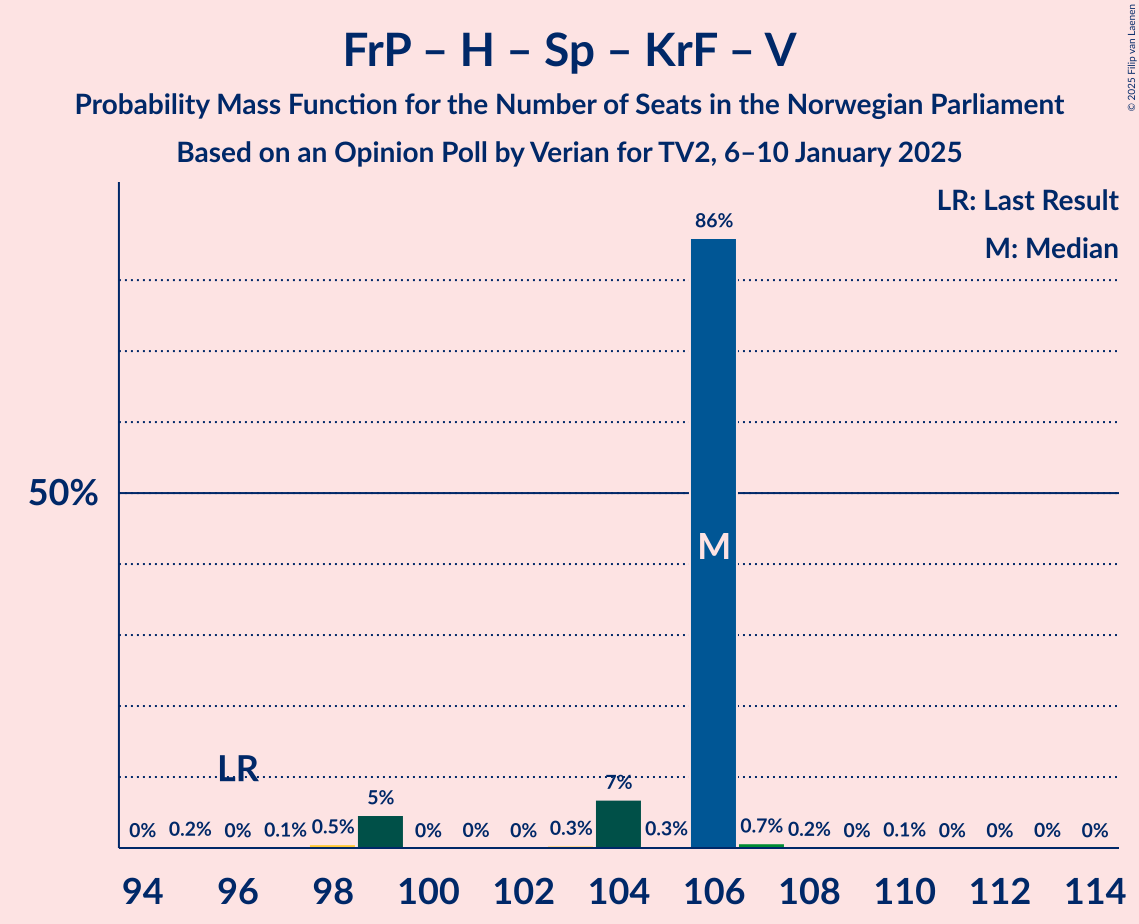 FrP – H – Sp – KrF – V
Probability Mass Function for the Number of Seats in the Norwegian Parliament
Based on an Opinion Poll by Verian for TV2, 6–10 January 2025
© 2025 Filip van Laenen
LR: Last Result
M: Median
86%
50%
M
LR
7%
5%
0% 0.2% 0% 0.1% 0.5% 0% 0% 0% 0.3% 0.3% 0.7% 0.2% 0% 0.1% 0% 0% 0% 0%
94 96 98 100 102 104 106 108 110 112 114